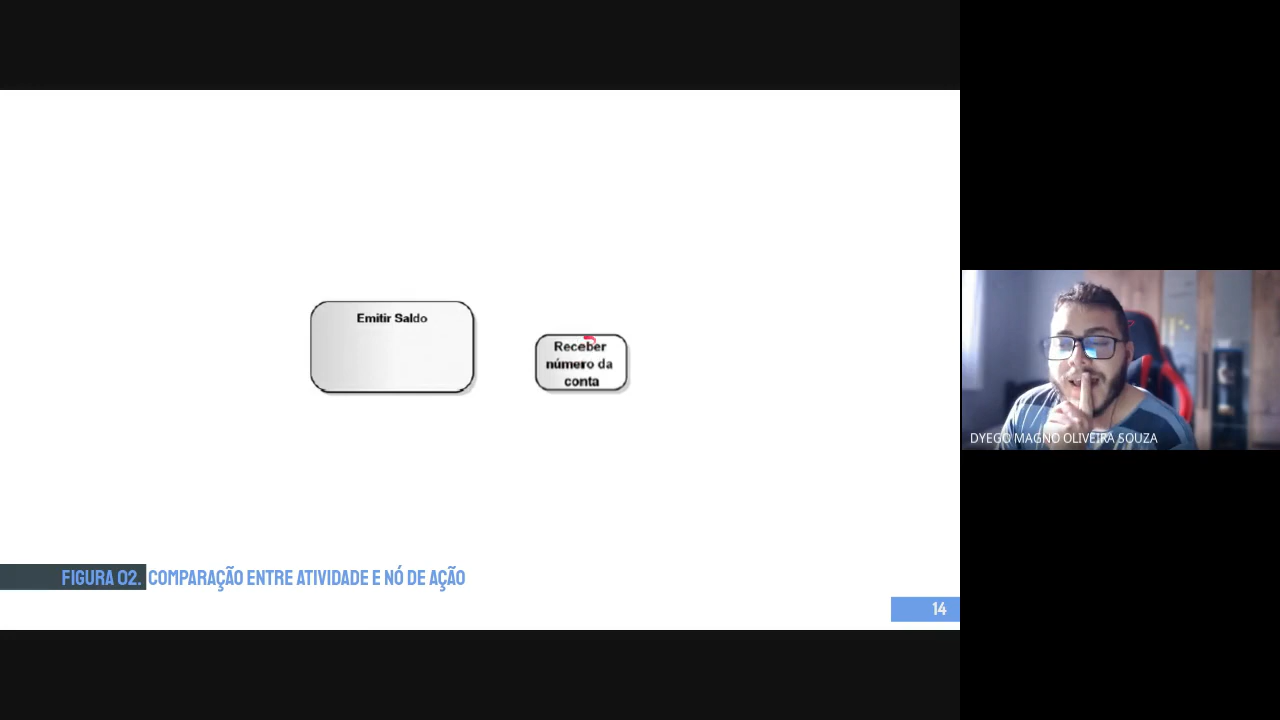 Emitir Saldo
Receber
número da
conta
DYEGO MAGNO OLIVEIRA SOUZA
FIGURA 02. COMPARAÇÃO ENTRE ATIVIDADE E NÓ DE AÇÃO
14